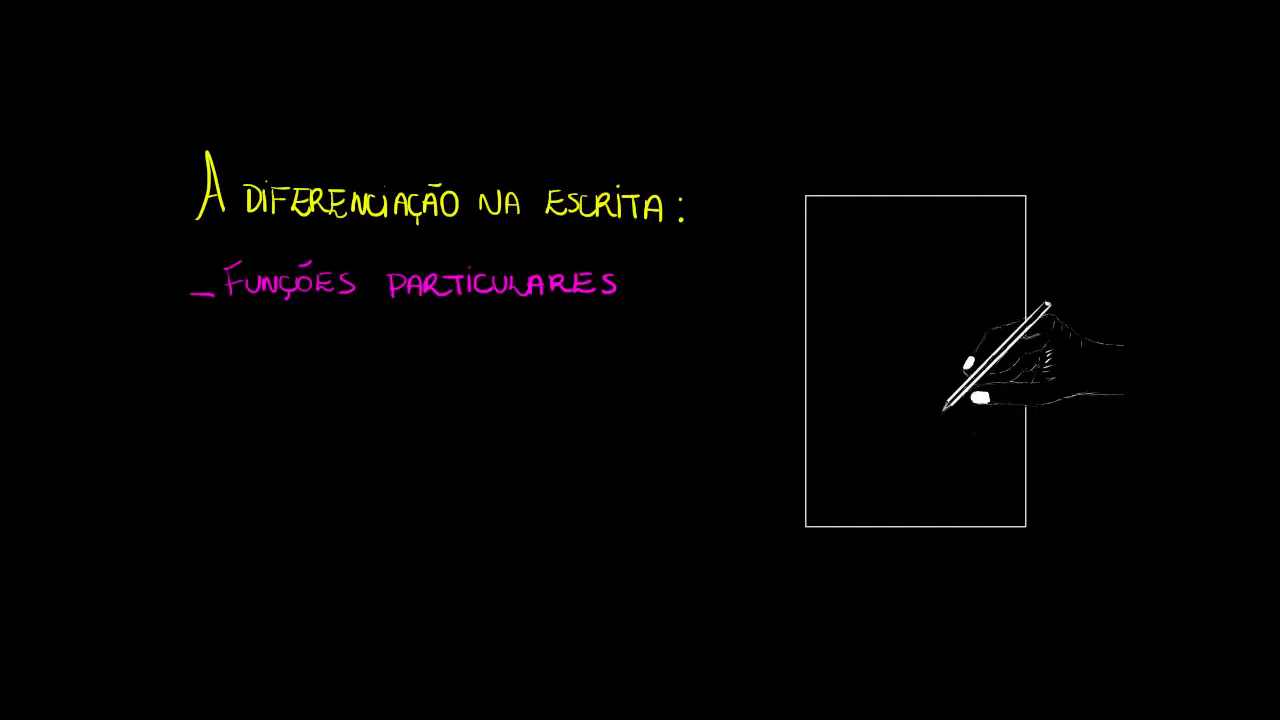 A DIFERENCIAÇÃO NA ESCRITA:
_ FUNÇÕES PARTICULARES